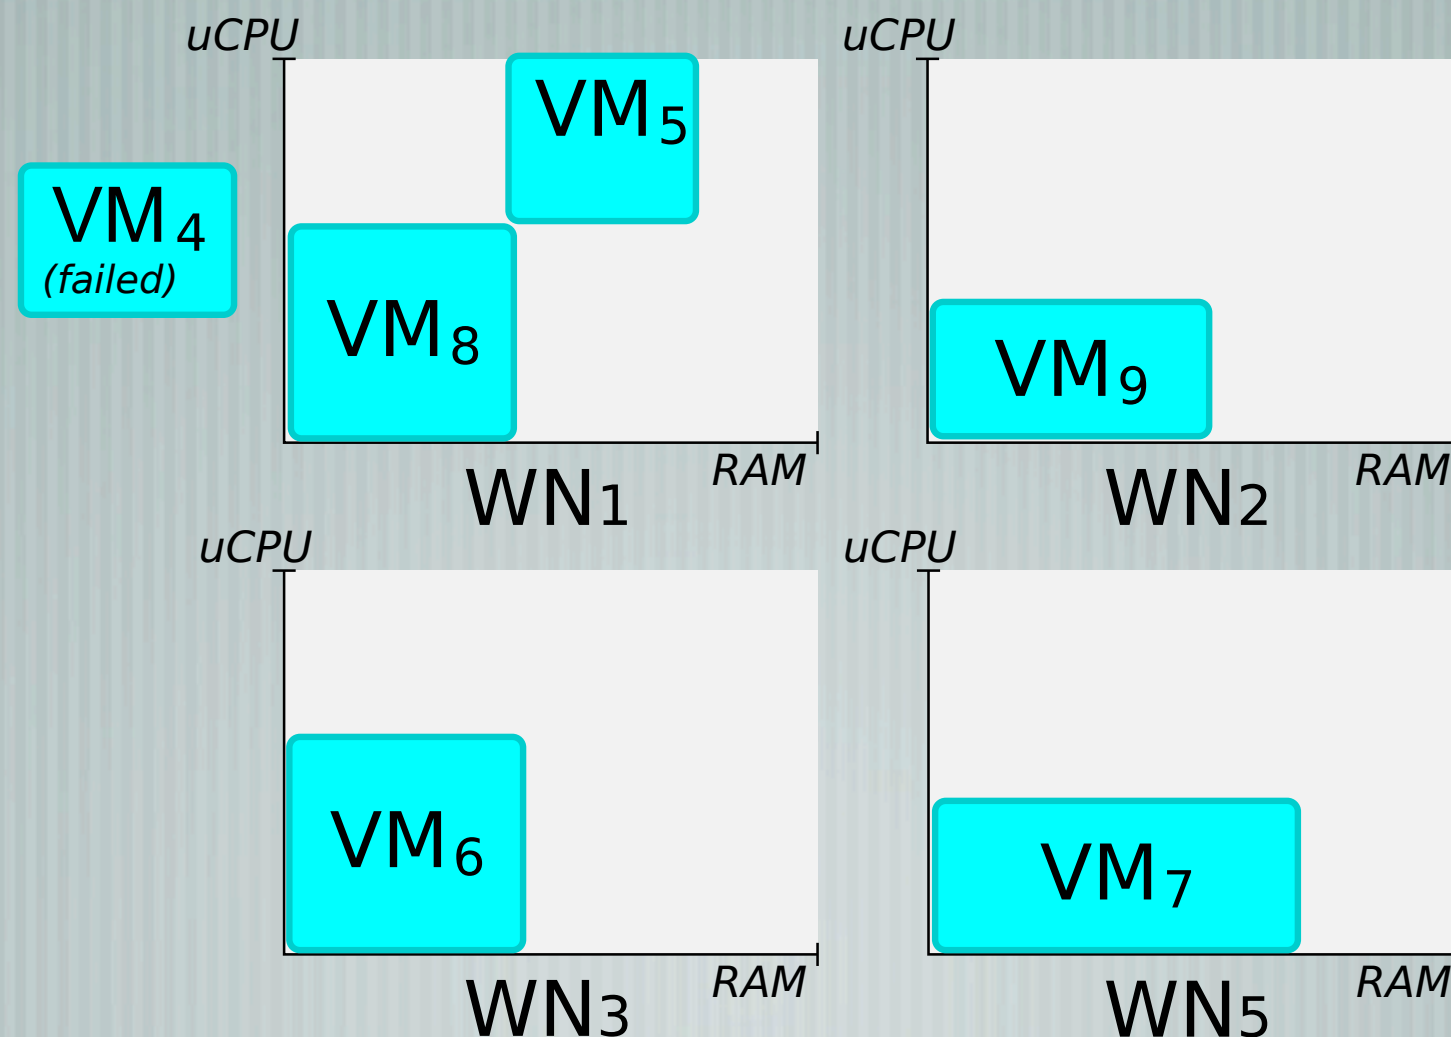 uCPU
uCPU
VM5
VM4
(failed)
VM8
VM9
RAM
RAM
WN1
WN2
uCPU
uCPU
VM6
VM7
RAM
RAM
WN3
WN5